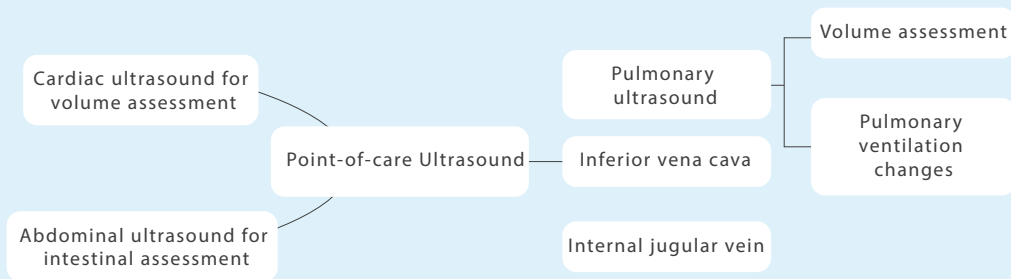 Cardiac ultrasound for
volume assessment
Abdominal ultrasound for
intestinal assessment
Point-of-care Ultrasound
Pulmonary
ultrasound
Inferior vena cava
Internal jugular vein
Volume assessment
Pulmonary
ventilation
changes